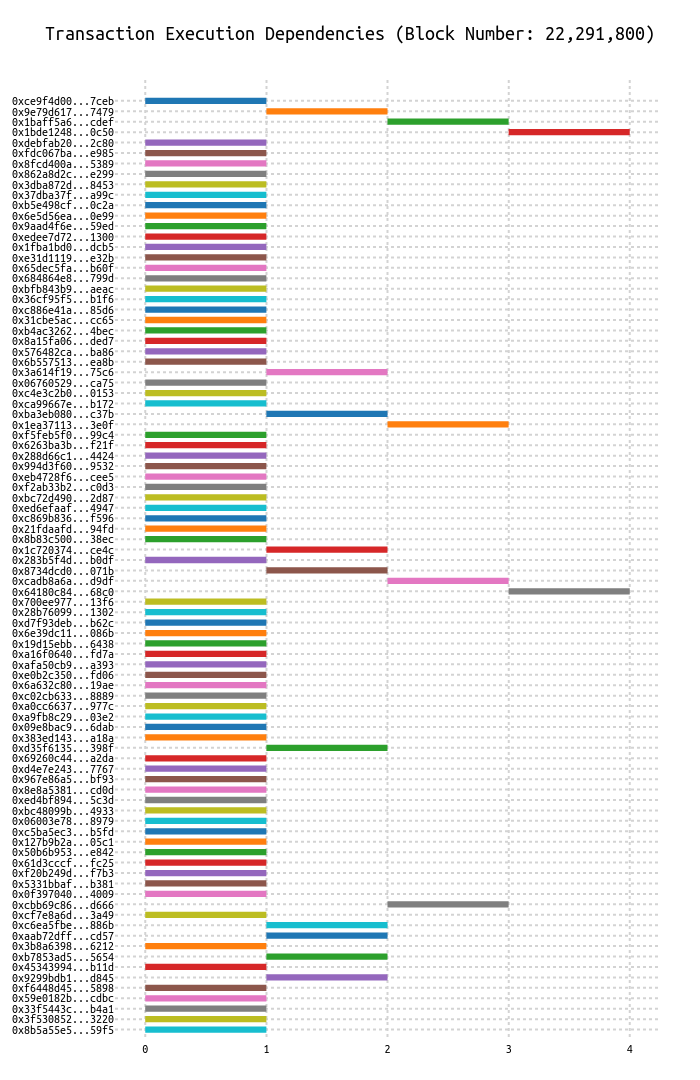 Transaction Execution Dependencies (Block Number: 22,291,800)
0xce9f4d00...7ceb
0x9e79d617...7479
0x1baff5a6...cdef
0x1bde1248...0c50
0xdebfab20...2c80
0xfdc067ba...e985
0x8fcd400a...5389
0x862a8d2c...e299
0x3dba872d...8453
0x37dba37f...a99c
0xb5e498cf...0c2a
0x6e5d56ea...0e99
0x9aad4f6e...59ed
0xedee7d72...1300
0x1fba1bd0...dcb5
0xe31d1119...e32b
0x65dec5fa...b60f
0x684864e8...799d
0xbfb843b9...aeac
0x36cf95f5...b1f6
0xc886e41a...85d6
0x31cbe5ac...cc65
0xb4ac3262...4bec
0x8a15fa06...ded7
0x576482ca...ba86
0x6b557513...ea8b
0x3a614f19...75c6
0x06760529...ca75
0xc4e3c2b0...0153
0xca99667e...b172
0xba3eb080...c37b
0x1ea37113...3e0f
0xf5feb5f0...99c4
0x6263ba3b...f21f
0x288d66c1...4424
0x994d3f60...9532
0xeb4728f6...cee5
0xf2ab33b2...c0d3
0xbc72d490...2d87
0xed6efaaf...4947
0xc869b836...f596
0x21fdaafd...94fd
0x8b83c500...38ec
0x1c720374...ce4c
0x283b5f4d...b0df
0x8734dcd0...071b
0xcadb8a6a...d9df
0x64180c84...68c0
0x700ee977...13f6
0x28b76099...1302
0xd7f93deb...b62c
0x6e39dc11...086b
0x19d15ebb...6438
0xa16f0640...fd7a
0xafa50cb9...a393
0xe0b2c350...fd06
0x6a632c80...19ae
0xc02cb633...8889
0xa0cc6637...977c
0xa9fb8c29...03e2
0x09e8bac9...6dab
0x383ed143...a18a
0xd35f6135...398f
0x69260c44...a2da
0xd4e7e243...7767
0x967e86a5...bf93
0x8e8a5381...cd0d
0xed4bf894...5c3d
0xbc48099b...4933
0x06003e78...8979
0xc5ba5ec3...b5fd
0x127b9b2a...05c1
0x50b6b953...e842
0x61d3cccf...fc25
0xf20b249d...f7b3
0x5331bbaf...b381
0x0f397040...4009
0xcbb69c86...d666
0xcf7e8a6d...3a49
0xc6ea5fbe...886b
0xaab72dff...cd57
0x3b8a6398...6212
0xb7853ad5...5654
0x45343994...b11d
0x9299bdb1...d845
0xf6448d45...5898
0x59e0182b...cdbc
0x33f5443c...b4a1
0x3f530852...3220
0x8b5a55e5...59f5
0 1 2 3 4